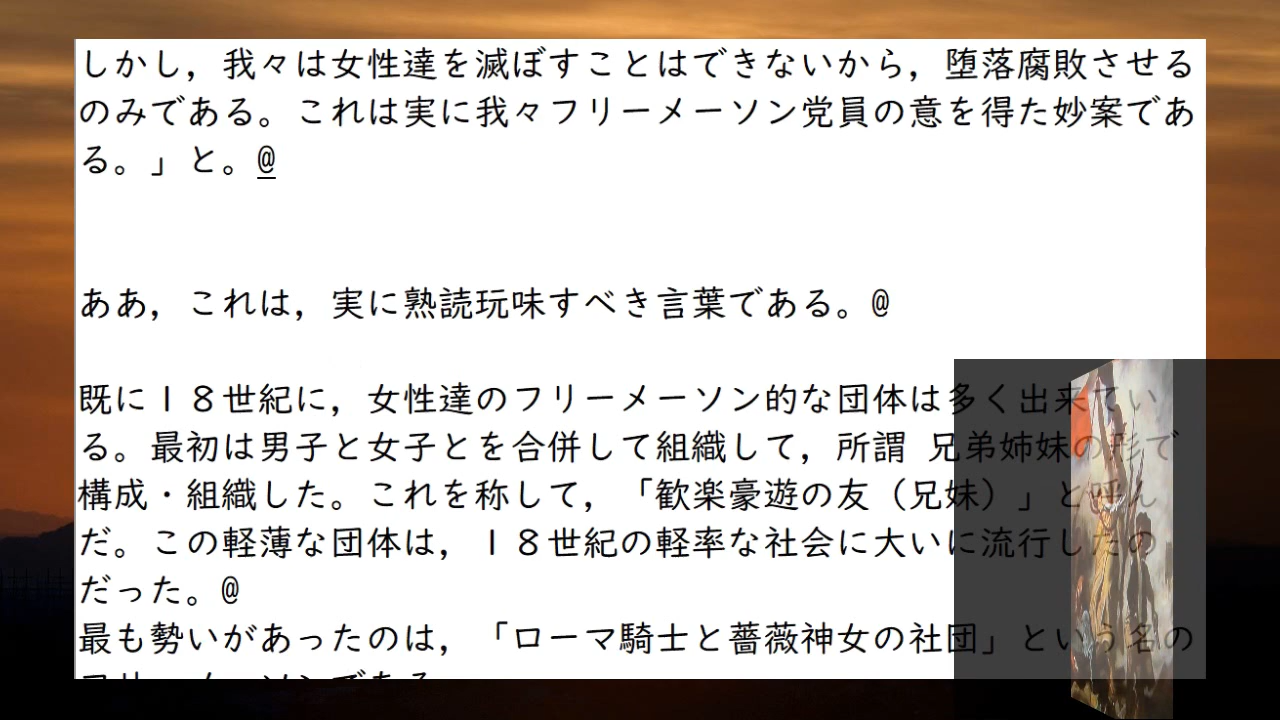 しかし，我々は女性達を滅ぼすことはできないから，堕落腐敗させる
のみである。これは実に我々フリーメーソン党員の意を得た妙案であ
る。」と。@
ああ，これは，実に熟読玩味すべき言葉である。@
既に１８世紀に，女性達のフリーメーソン的な団体は多く出来てい
る。最初は男子と女子とを合併して組織して，所謂 兄弟姉妹の形で
構成・組織した。これを称して，「歓楽豪遊の友（兄妹）」と呼ん
だ。この軽薄な団体は，１８世紀の軽率な社会に大いに流行したの
だった。@
最も勢いがあったのは，「ローマ騎士と薔薇神女の社団」という名の